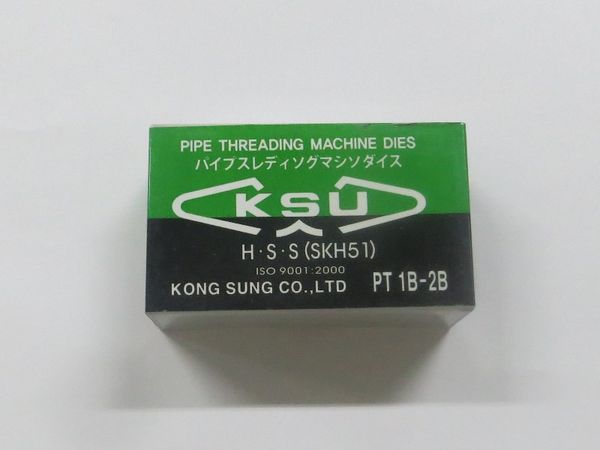 PIPE THREADING MACHINE DIES
パイプスレディソグマシソダイス
KSU
H·S·S (SKH51)
ISO 9001:2000
KONG SUNG CO.,LTD
PT 1B-2B